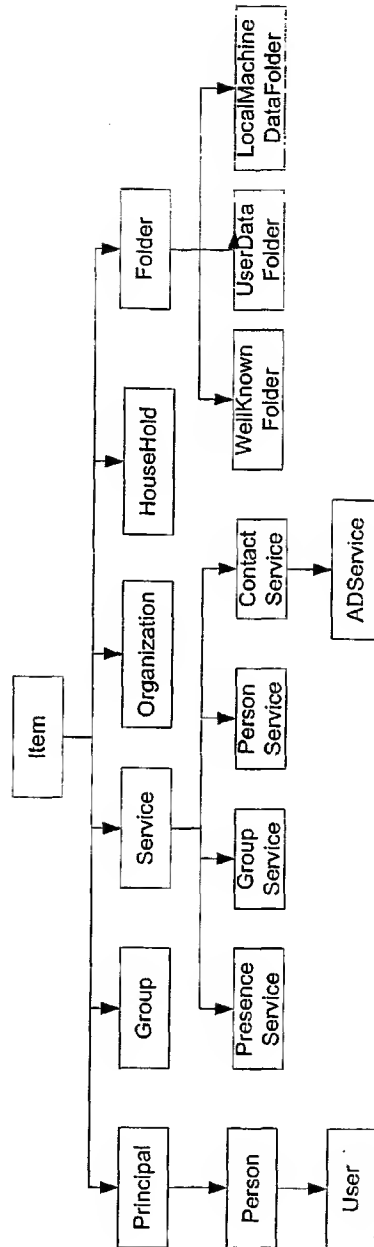 Item
Principal
Group
Service
Organization
HouseHold
Folder
Person
Presence
Service
Group
Service
Person
Service
Contact
Service
WellKnown
Folder
UserData
Folder
LocalMachine
DataFolder
User
ADService